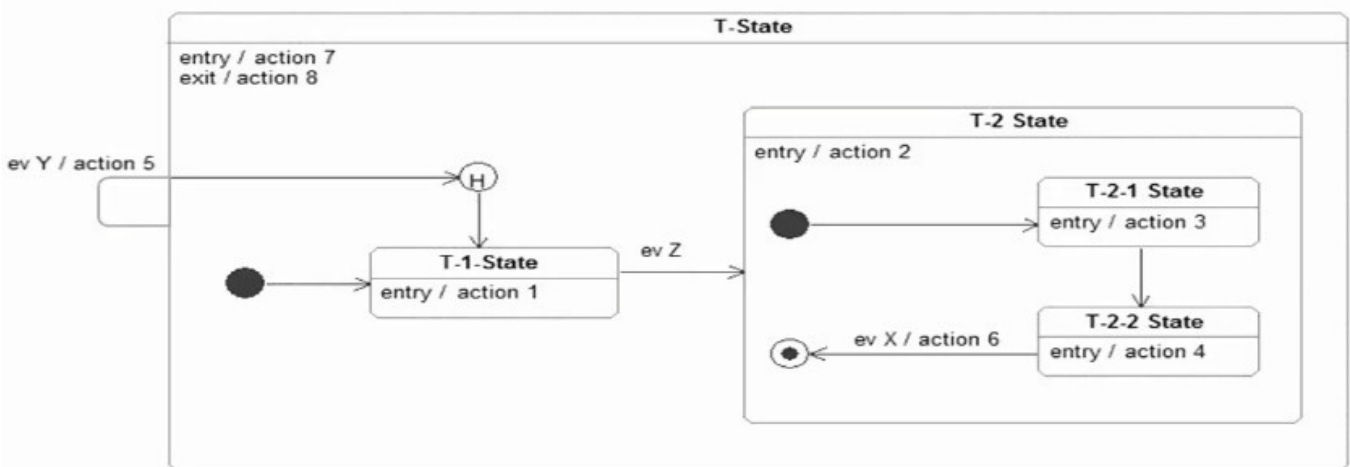 T-State
entry / action 7
exit / action 8
T-2 State
entry / action 2
ev Y / action 5
H
T-2-1 State
entry / action 3
ev Z
T-1-State
entry / action 1
T-2-2 State
ev X / action 6
entry / action 4